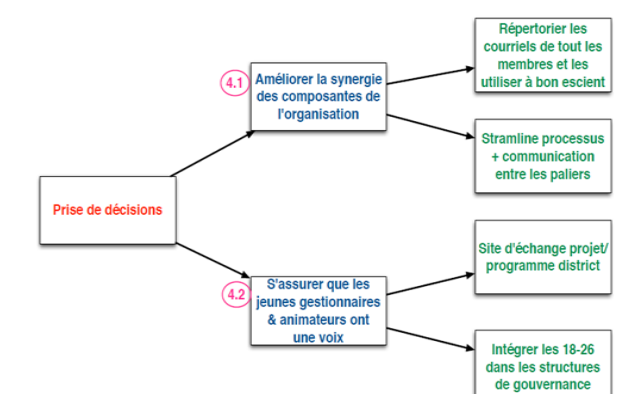 Répertorier les
courriels de tout les
membres et les
utiliser à bon escient
4.1
Améliorer la synergie
des composantes de
l'organisation
Stramline processus
+ communication
entre les paliers
Prise de décisions
Site d'échange projet/
programme district
4.2
S'assurer que les
jeunes gestionnaires
& animateurs ont
une voix
Intégrer les 18-26
dans les structures
de gouvernance